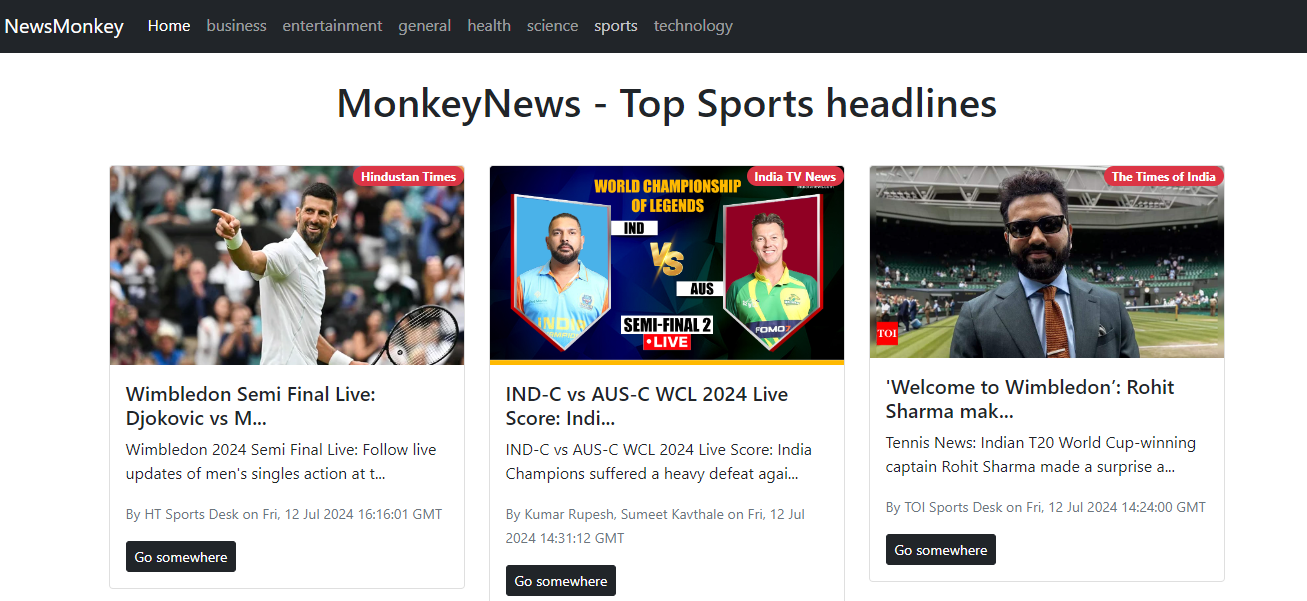 NewsMonkey Home business entertainment general health science sports technology
MonkeyNews - Top Sports headlines
Hindustan Times
Wimbledon Semi Final Live:
Djokovic vs M...
Wimbledon 2024 Semi Final Live: Follow live
updates of men's singles action at t...
By HT Sports Desk on Fri, 12 Jul 2024 16:16:01 GMT
Go somewhere
India TV News
WORLD CHAMPIONSHIP
OF LEGENDS
IND
VS
AUS
INDIA
FOMO7
SEMI-FINAL 2
• LIVE
IND-C vs AUS-C WCL 2024 Live
Score: Indi...
IND-C vs AUS-C WCL 2024 Live Score: India
Champions suffered a heavy defeat agai...
By Kumar Rupesh, Sumeet Kavthale on Fri, 12 Jul
2024 14:31:12 GMT
Go somewhere
The Times of India
TOI
'Welcome to Wimbledon’: Rohit
Sharma mak...
Tennis News: Indian T20 World Cup-winning
captain Rohit Sharma made a surprise a...
By TOI Sports Desk on Fri, 12 Jul 2024 14:24:00 GMT
Go somewhere